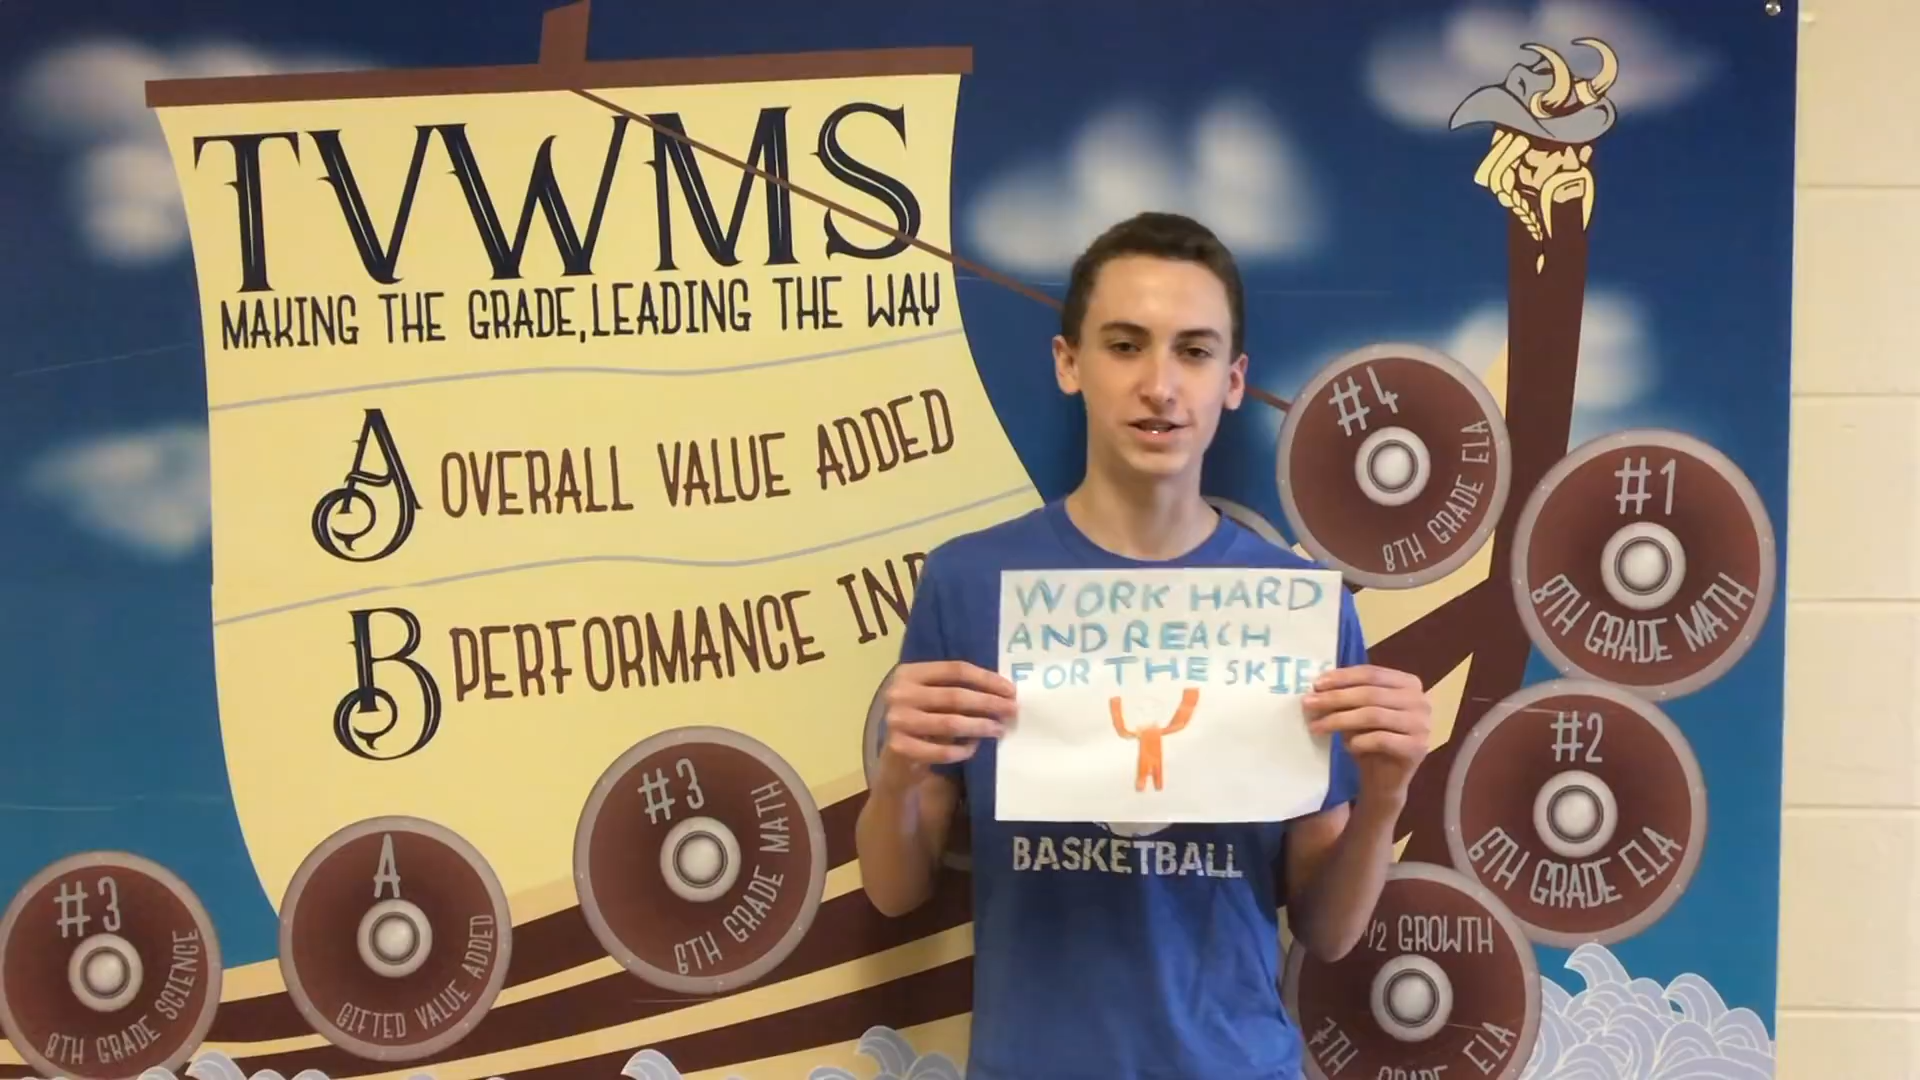 TVWMS
MAKING THE GRADE, LEADING THE WAY
A OVERALL VALUE ADDED
B PERFORMANCE
WORK HARD
AND REACH
FOR THE SKIES
BASKETBALL
#3
8TH GRADE SCIENCE
A
GIFTED VALUE ADDED
#3
6TH GRADE MATH
#4
8TH GRADE ELA
#1
8TH GRADE MATH
#2
6TH GRADE ELA
1/2 GROWTH
7TH GRADE ELA